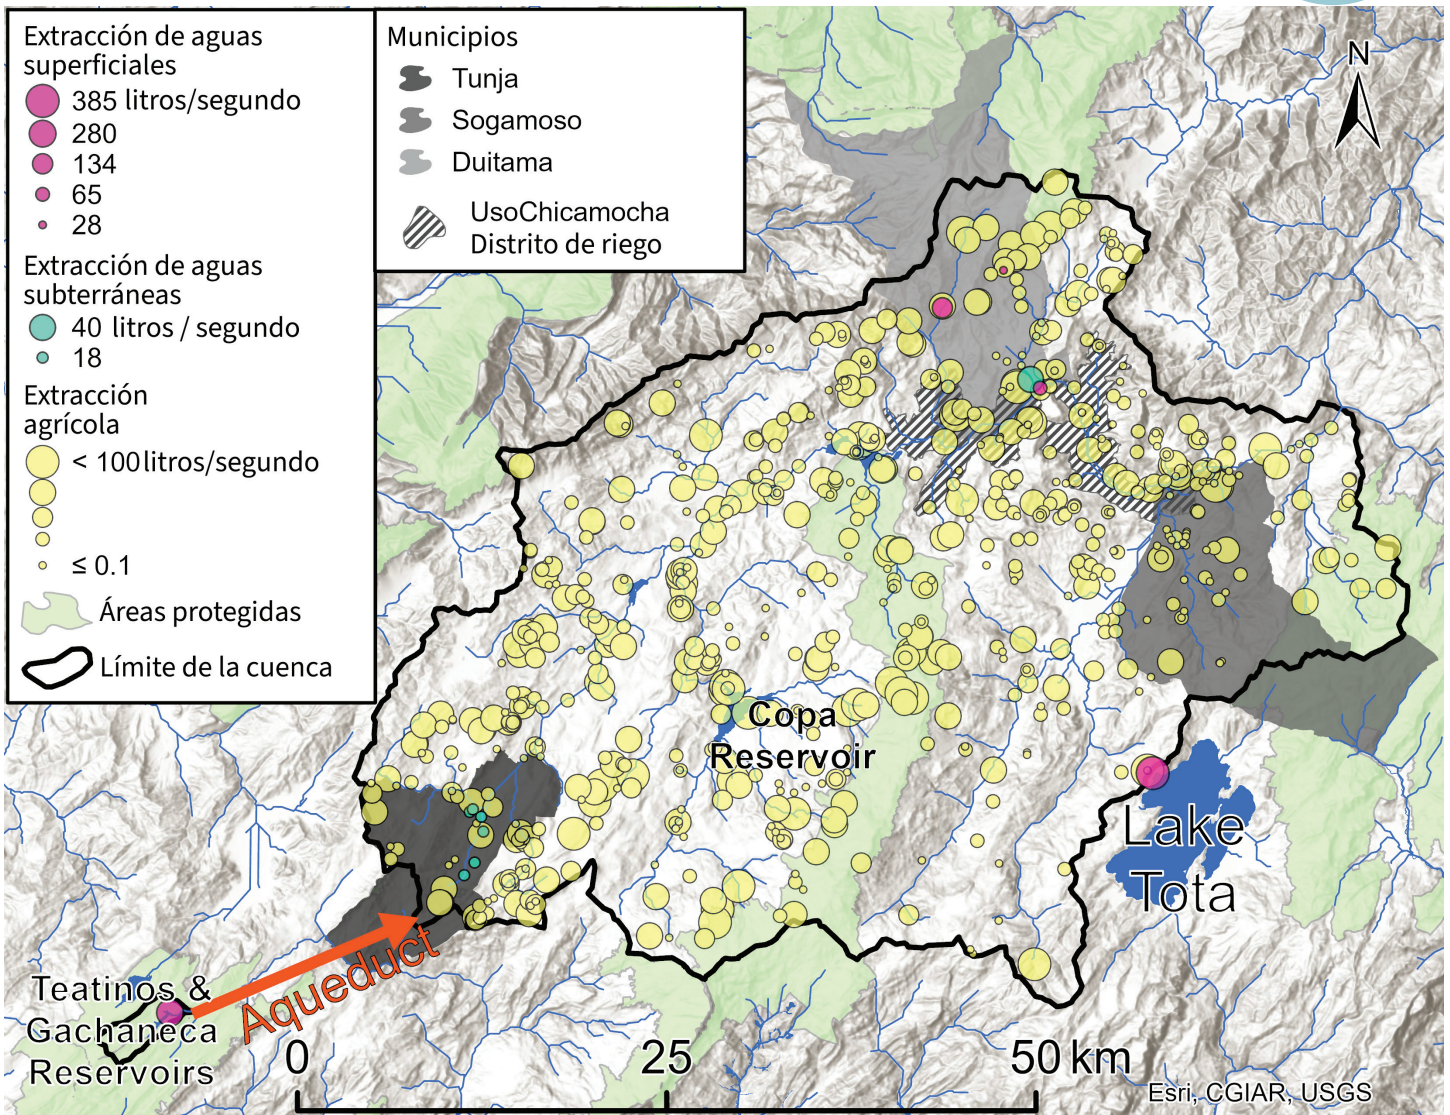 Extracción de aguas
superficiales
385 litros/segundo
280
134
65
28
Extracción de aguas
subterráneas
40 litros / segundo
18
Extracción
agrícola
< 100 litros/segundo
≤ 0.1
Áreas protegidas
Límite de la cuenca
Municipios
Tunja
Sogamoso
Duitama
UsoChicamocha
Distrito de riego
N
Copa
Reservoir
Lake
Tota
Aqueduct
Teatinos &
Gachaneca
Reservoirs
0 25 50 km
Esri, CGIAR, USGS